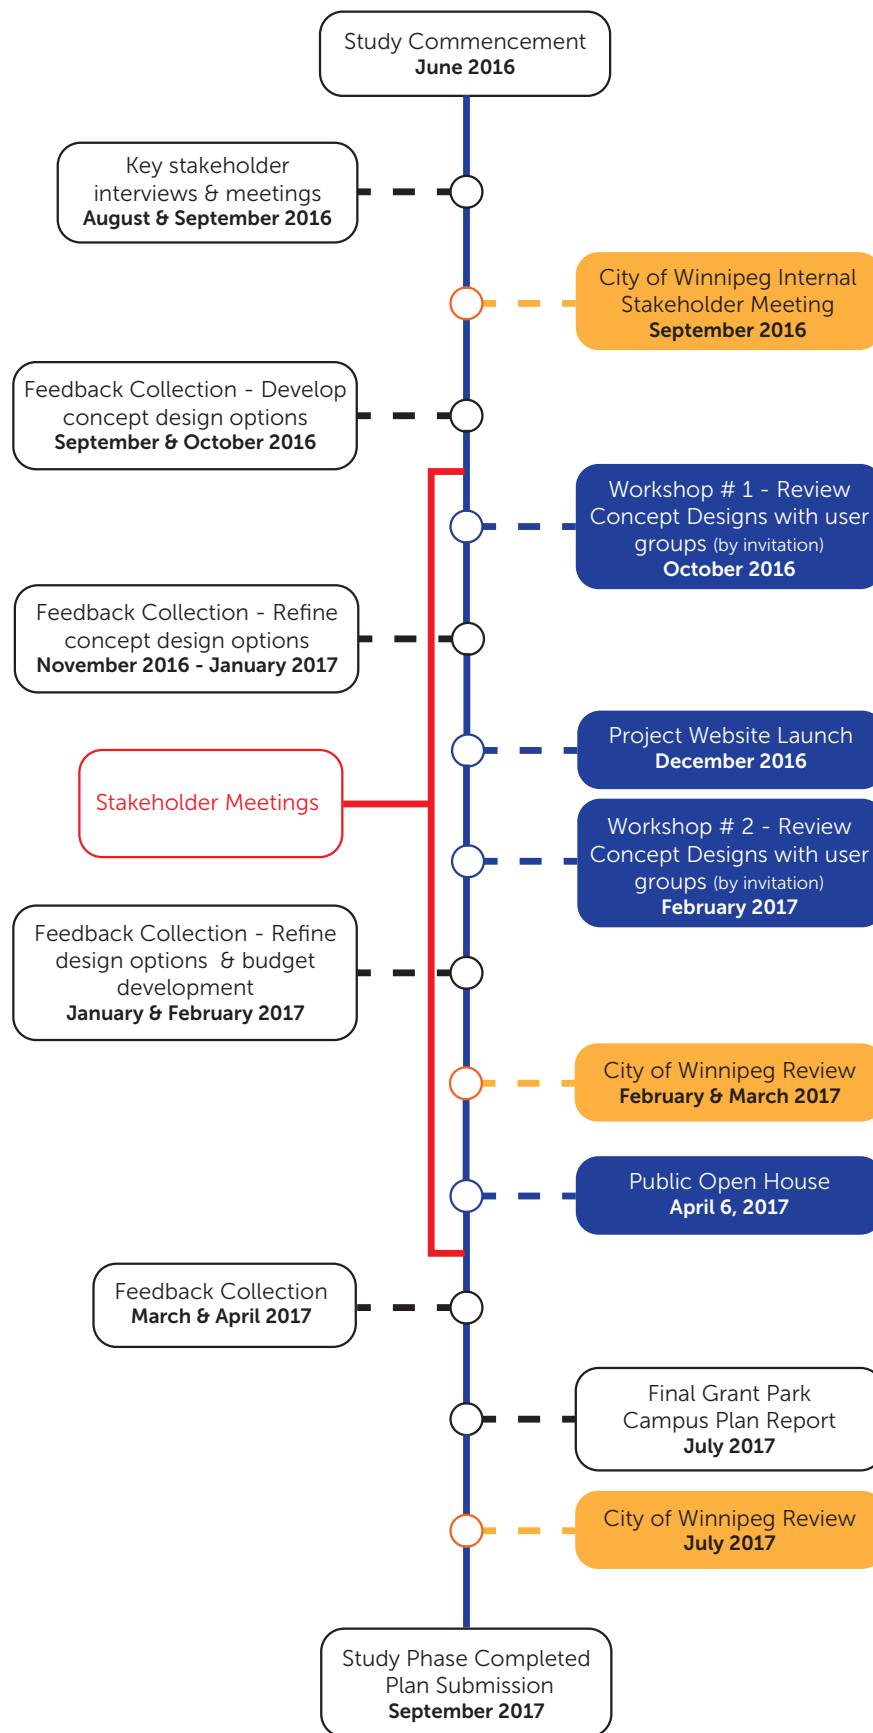 Study Commencement
June 2016
Key stakeholder
interviews & meetings
August & September 2016
City of Winnipeg Internal
Stakeholder Meeting
September 2016
Feedback Collection - Develop
concept design options
September & October 2016
Workshop # 1 - Review
Concept Designs with user
groups (by invitation)
October 2016
Feedback Collection - Refine
concept design options
November 2016 - January 2017
Project Website Launch
December 2016
Stakeholder Meetings
Workshop # 2 - Review
Concept Designs with user
groups (by invitation)
February 2017
Feedback Collection - Refine
design options & budget
development
January & February 2017
City of Winnipeg Review
February & March 2017
Public Open House
April 6, 2017
Feedback Collection
March & April 2017
Final Grant Park
Campus Plan Report
July 2017
City of Winnipeg Review
July 2017
Study Phase Completed
Plan Submission
September 2017